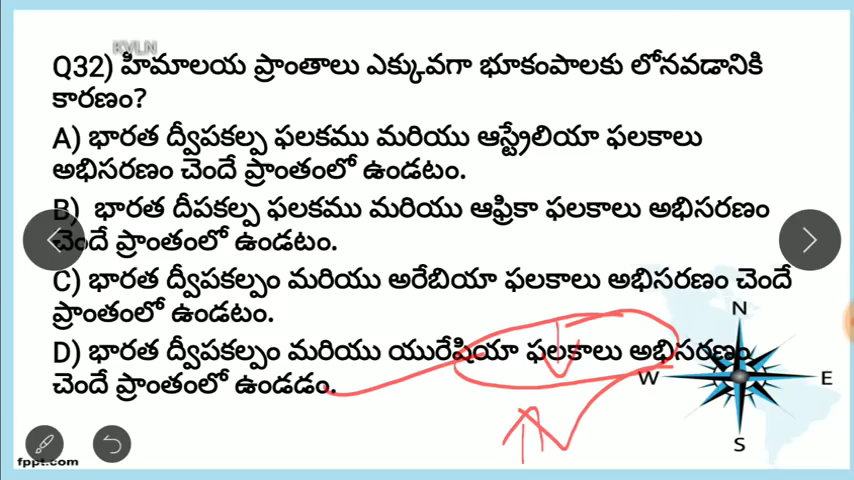 KVLN
Q32) హిమాలయ ప్రాంతాలు ఎక్కువగా భూకంపాలకు లోనవడానికి
కారణం?
A) భారత ద్వీపకల్ప ఫలకము మరియు ఆస్ట్రేలియా ఫలకాలు
అభిసరణం చెందే ప్రాంతంలో ఉండటం.
B) భారత దీపకల్ప ఫలకము మరియు ఆఫ్రికా ఫలకాలు అభిసరణం
చెందే ప్రాంతంలో ఉండటం.
C) భారత ద్వీపకల్పం మరియు అరేబియా ఫలకాలు అభిసరణం చెందే
ప్రాంతంలో ఉండటం.
D) భారత ద్వీపకల్పం మరియు యురేషియా ఫలకాలు అభిసరణం
చెందే ప్రాంతంలో ఉండడం.
N
W
E
S
fppt.com